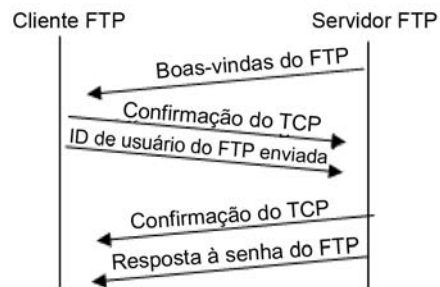 Cliente FTP
Servidor FTP
Boas-vindas do FTP
Confirmação do TCP
ID de usuário do FTP enviada
Confirmação do TCP
Resposta à senha do FTP